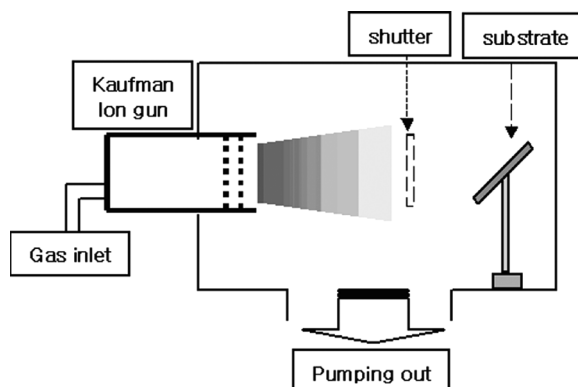 shutter
substrate
Kaufman
Ion gun
Gas inlet
Pumping out